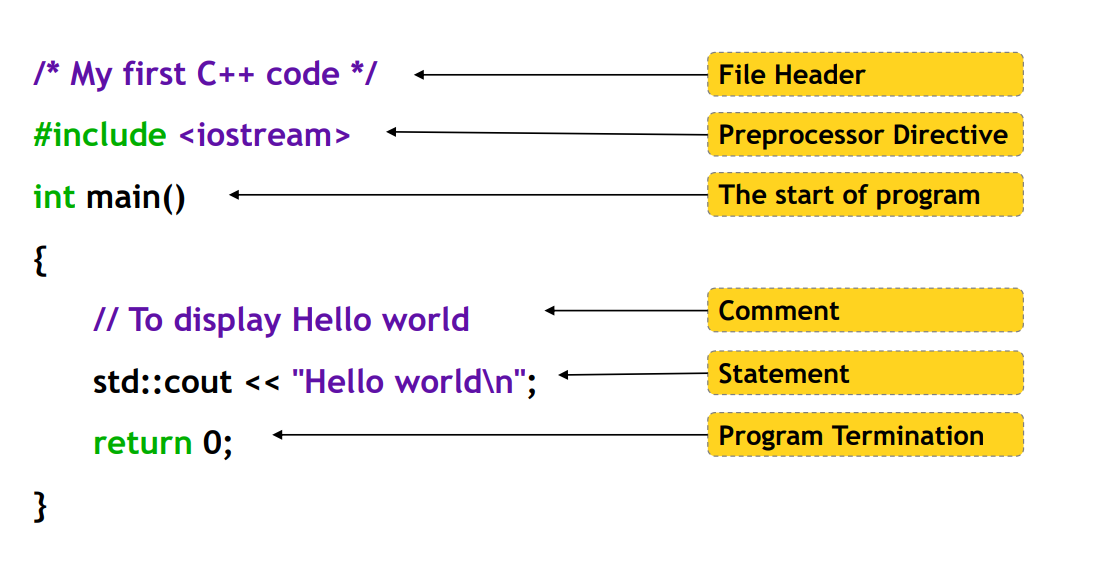 /* My first C++ code */ File Header
#include <iostream> Preprocessor Directive
int main() The start of program
{
// To display Hello world Comment
std::cout << "Hello world\n"; Statement
return 0; Program Termination
}